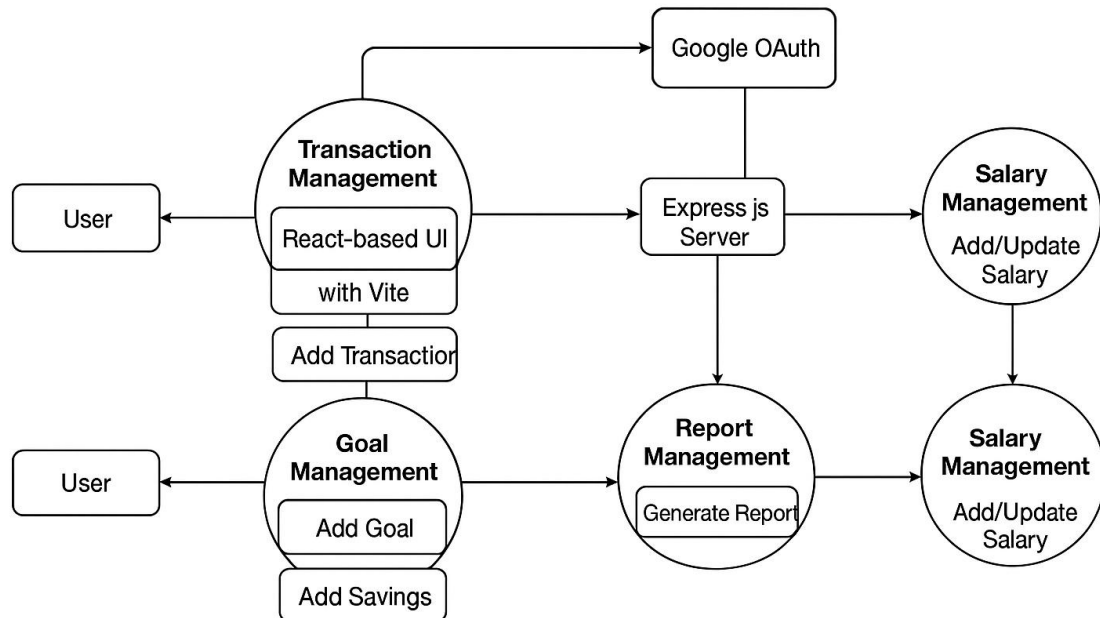 Google OAuth
Transaction
Management
User
React-based UI
with Vite
Express js
Server
Salary
Management
Add/Update
Salary
Add Transaction
Goal
Management
User
Add Goal
Add Savings
Report
Management
Generate Report
Salary
Management
Add/Update
Salary